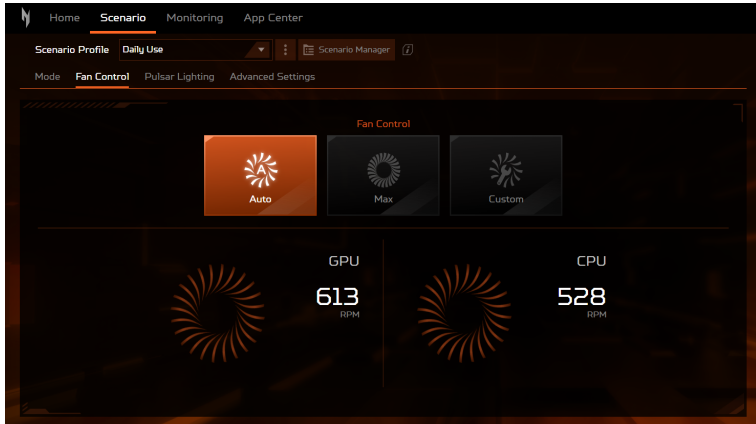 Home Scenario Monitoring App Center
Scenario Profile Daily Use Scenario Manager i
Mode Fan Control Pulsar Lighting Advanced Settings
Fan Control
A
Auto Max Custom
GPU
613
RPM
CPU
528
RPM